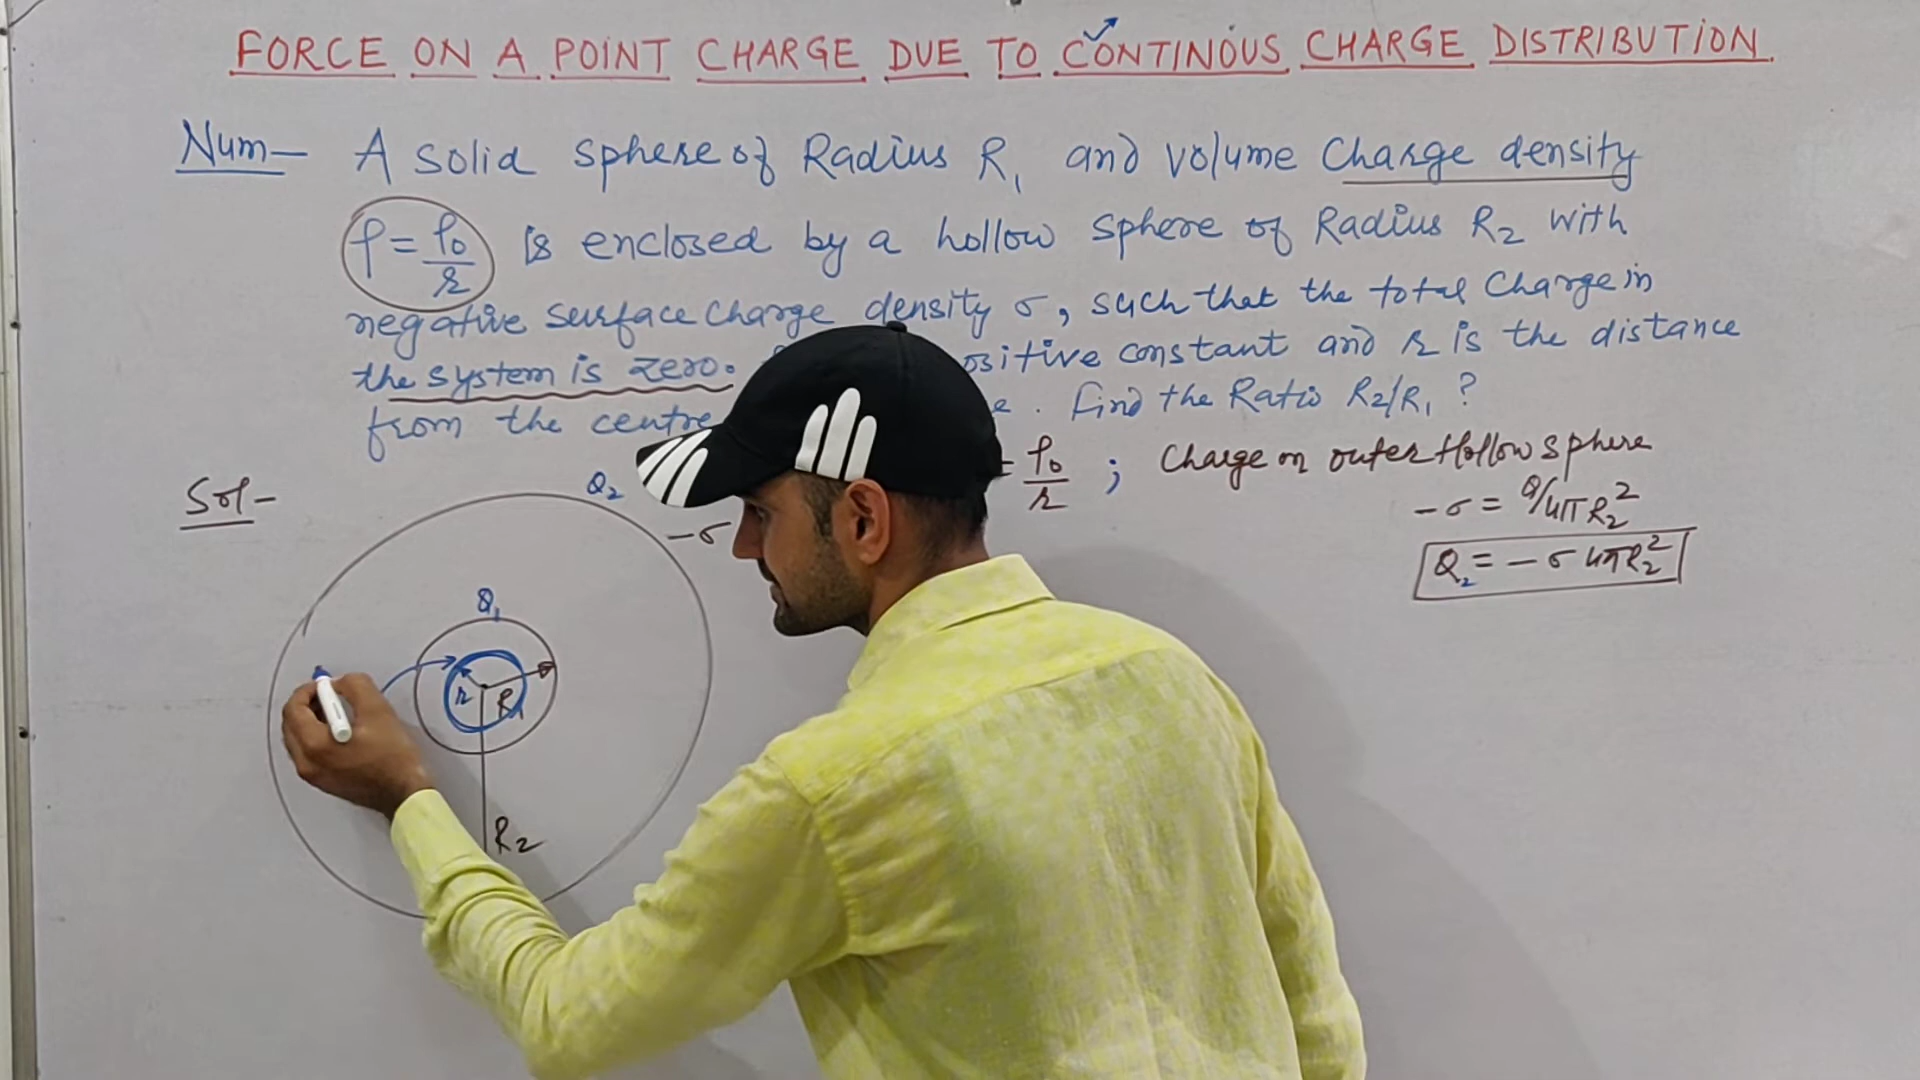 FORCE ON A POINT CHARGE DUE TO CONTINOUS CHARGE DISTRIBUTION
Num- A solid sphere of Radius R₁ and volume Charge density
ρ = ρ₀/r is enclosed by a hollow sphere of Radius R₂ with
negative surface charge density σ, such that the total charge in
the system is zero. ositive constant and r is the distance
from the centre e. find the Ratio R₂/R₁ ?
Sol- = ρ₀/r ; Charge on outer Hollow sphere
-σ = Q/4πR₂²
Q₂ = -σ 4πR₂²
Q₂
-σ
Q₁
r
R₁
R₂